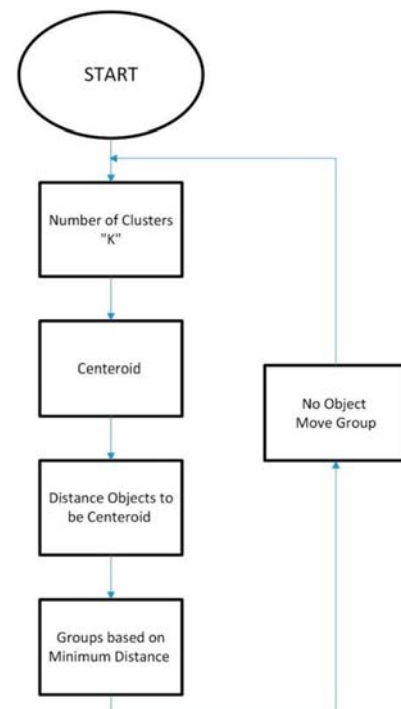 START
Number of Clusters
"K"
Centeroid
Distance Objects to
be Centeroid
Groups based on
Minimum Distance
No Object
Move Group